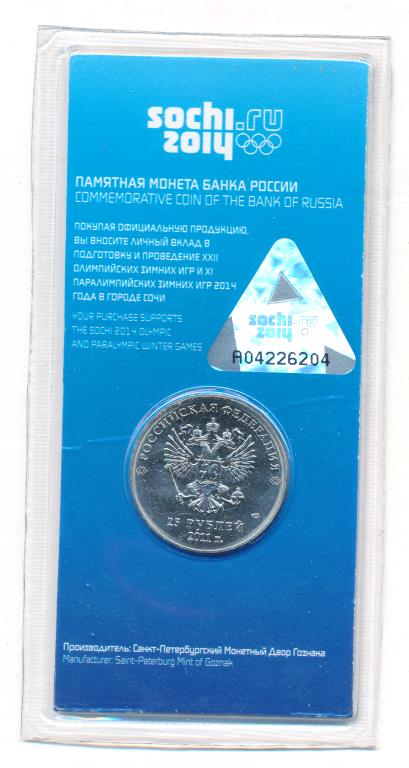 sochi.ru
2014
ПАМЯТНАЯ МОНЕТА БАНКА РОССИИ
COMMEMORATIVE COIN OF THE BANK OF RUSSIA
ПОКУПАЯ ОФИЦИАЛЬНУЮ ПРОДУКЦИЮ,
ВЫ ВНОСИТЕ ЛИЧНЫЙ ВКЛАД В
ПОДГОТОВКУ И ПРОВЕДЕНИЕ XXII
ОЛИМПИЙСКИХ ЗИМНИХ ИГР И XI
ПАРАЛИМПИЙСКИХ ЗИМНИХ ИГР 2014
ГОДА В ГОРОДЕ СОЧИ
YOUR PURCHASE SUPPORTS
THE SOCHI 2014 OLYMPIC
AND PARALYMPIC WINTER GAMES
sochi.ru
2014
A04226204
РОССИЙСКАЯ ФЕДЕРАЦИЯ
25 РУБЛЕЙ
2011 г.
Производитель: Санкт-Петербургский Монетный Двор Гознака
Manufacturer: Saint-Peterburg Mint of Goznak